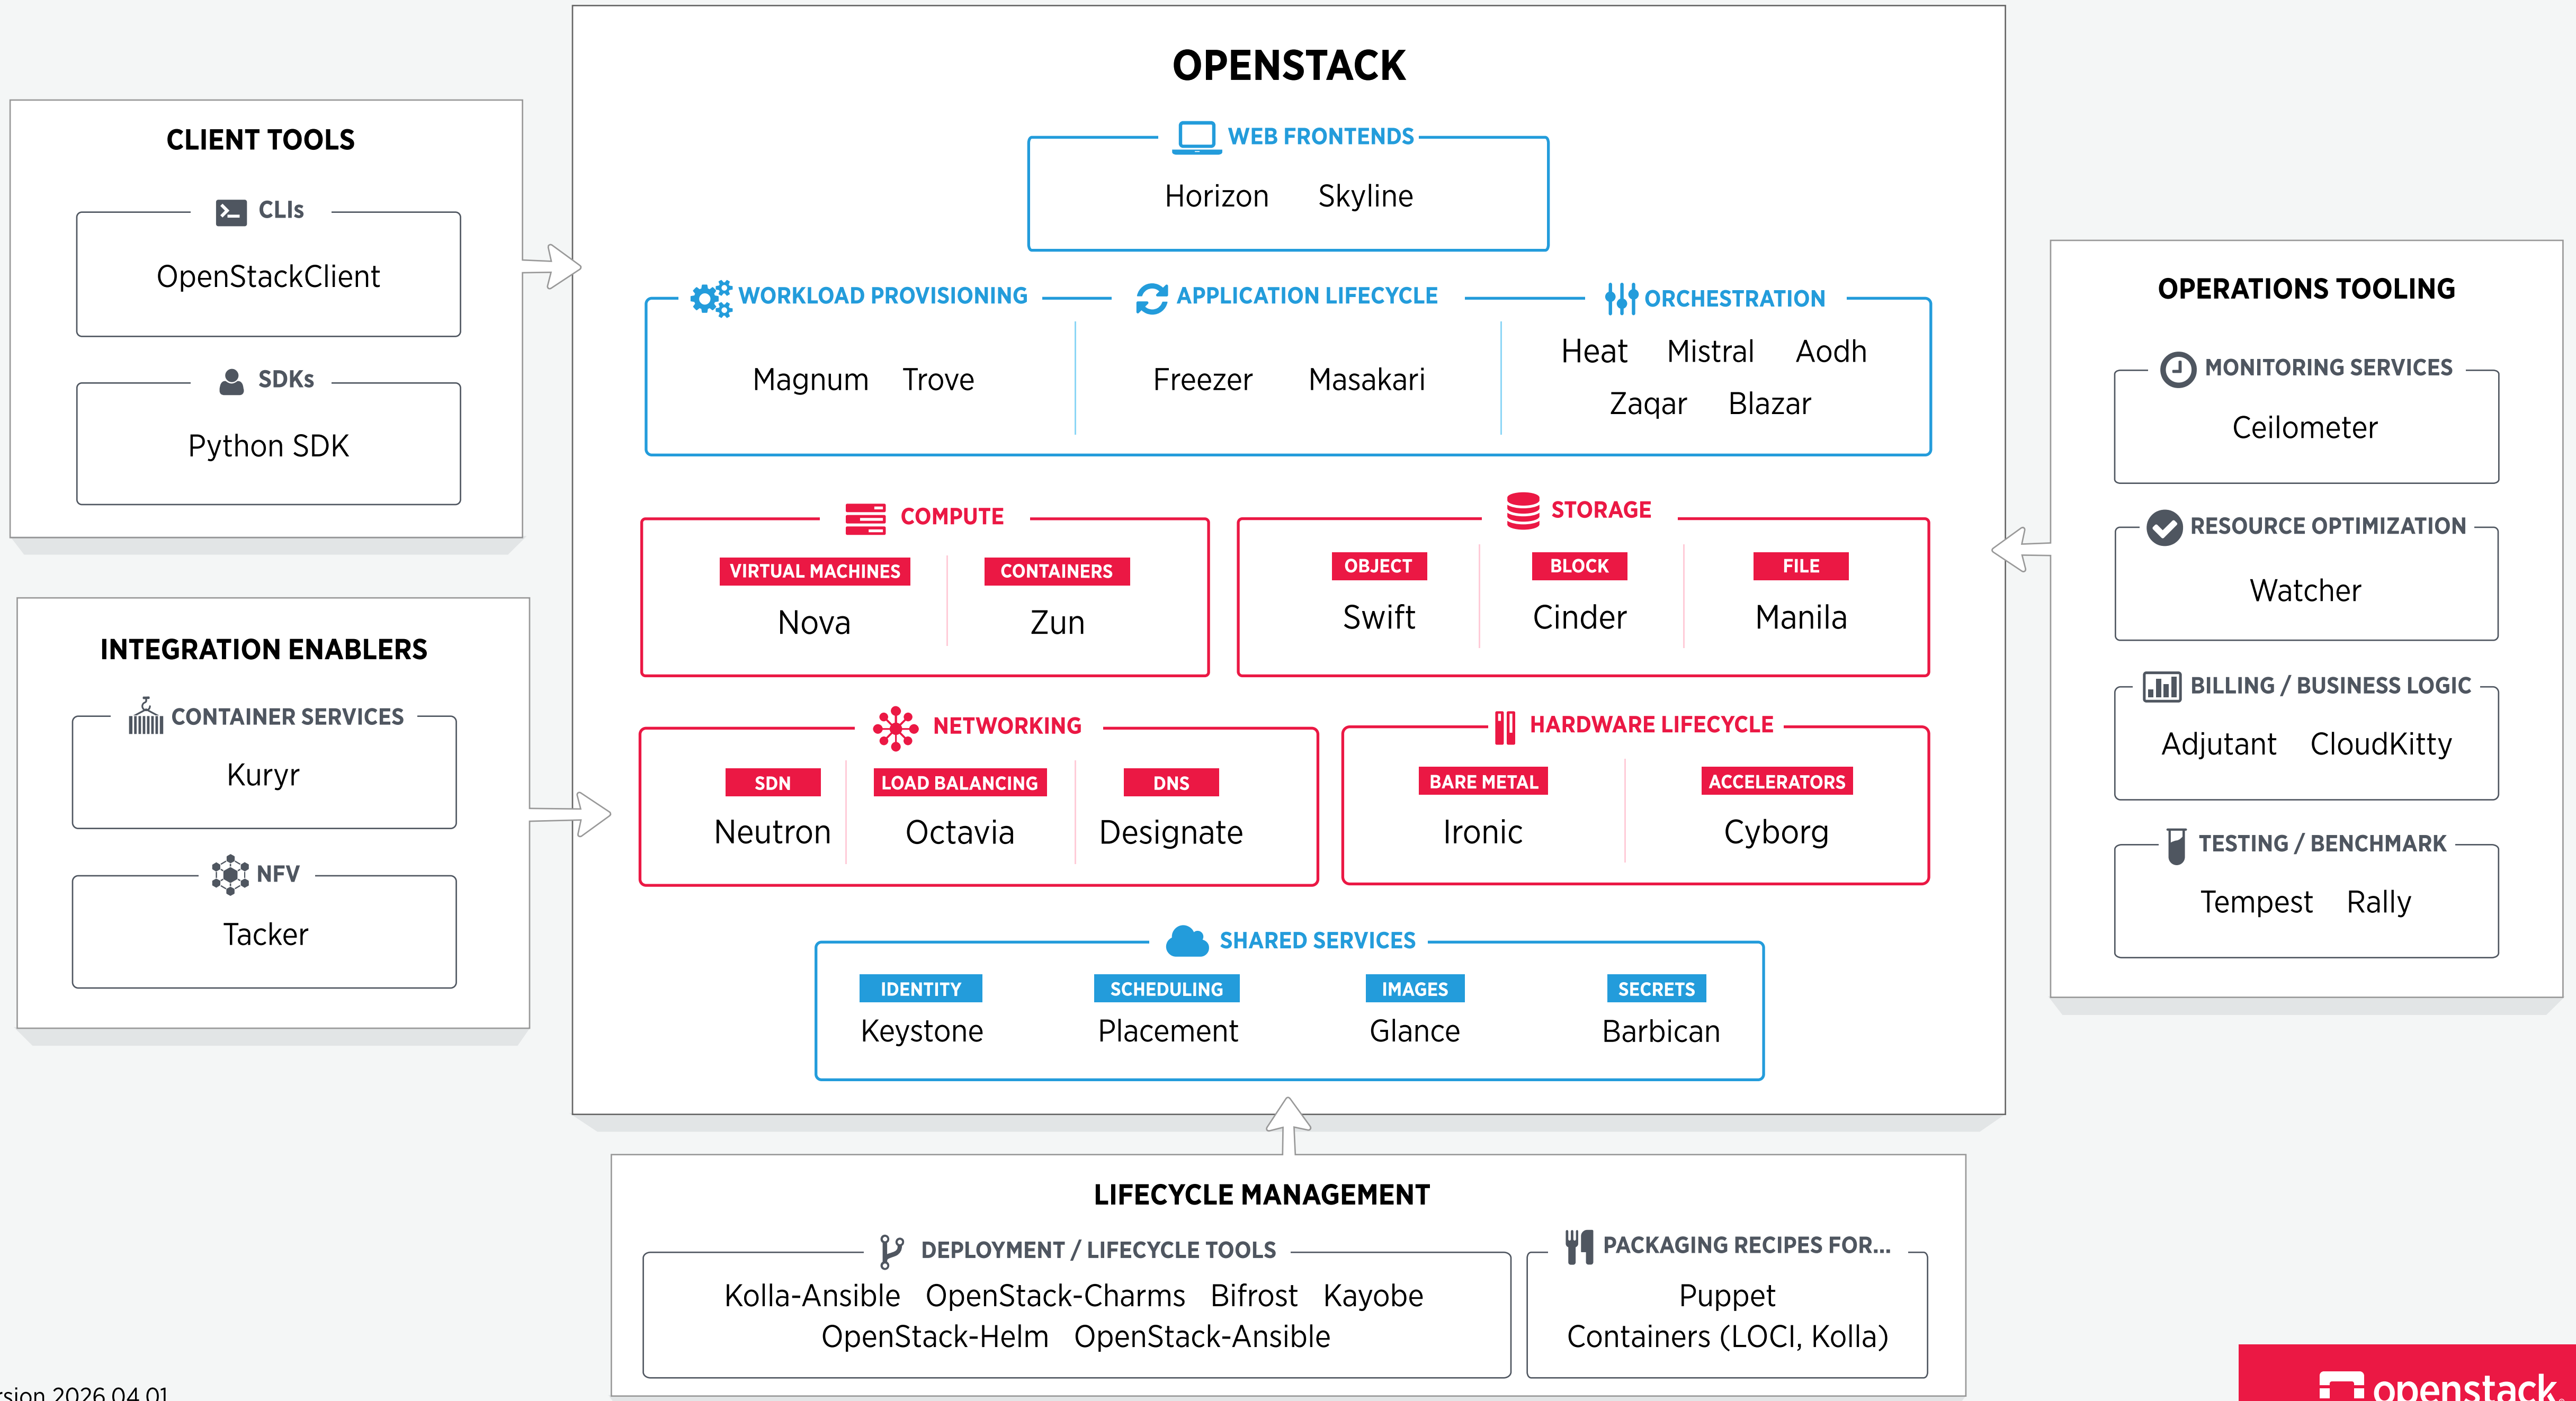 OPENSTACK
WEB FRONTENDS
Horizon Skyline
WORKLOAD PROVISIONING
Magnum Trove
APPLICATION LIFECYCLE
Freezer Masakari
ORCHESTRATION
Heat Mistral Aodh
Zaqar Blazar
COMPUTE
VIRTUAL MACHINES
Nova
CONTAINERS
Zun
STORAGE
OBJECT
Swift
BLOCK
Cinder
FILE
Manila
NETWORKING
SDN
Neutron
LOAD BALANCING
Octavia
DNS
Designate
HARDWARE LIFECYCLE
BARE METAL
Ironic
ACCELERATORS
Cyborg
SHARED SERVICES
IDENTITY
Keystone
SCHEDULING
Placement
IMAGES
Glance
SECRETS
Barbican
CLIENT TOOLS
CLIs
OpenStackClient
SDKs
Python SDK
INTEGRATION ENABLERS
CONTAINER SERVICES
Kuryr
NFV
Tacker
OPERATIONS TOOLING
MONITORING SERVICES
Ceilometer
RESOURCE OPTIMIZATION
Watcher
BILLING / BUSINESS LOGIC
Adjutant CloudKitty
TESTING / BENCHMARK
Tempest Rally
LIFECYCLE MANAGEMENT
DEPLOYMENT / LIFECYCLE TOOLS
Kolla-Ansible OpenStack-Charms Bifrost Kayobe
OpenStack-Helm OpenStack-Ansible
PACKAGING RECIPES FOR...
Puppet
Containers (LOCI, Kolla)
2026.04.01
openstack.